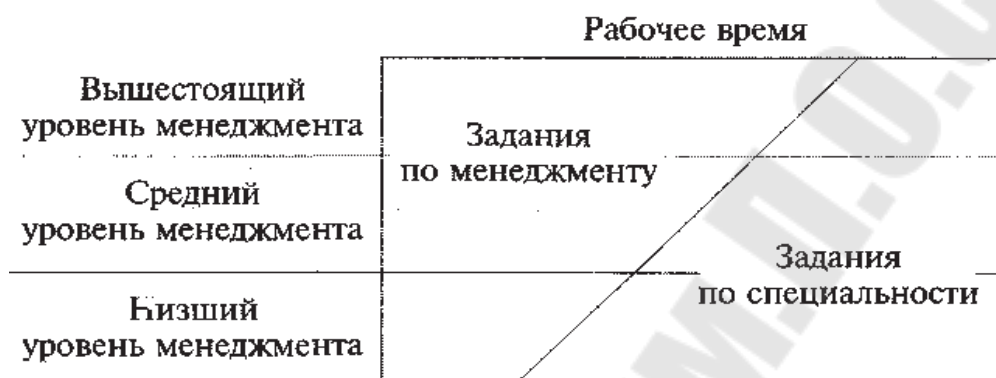 Рабочее время
Вышестоящий
уровень менеджмента
Задания
по менеджменту
Средний
уровень менеджмента
Задания
по специальности
Низший
уровень менеджмента